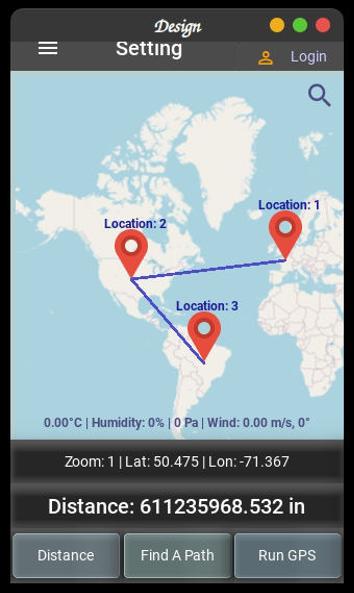 Design
Setting
Login
Location: 1
Location: 2
Location: 3
0.00°C | Humidity: 0% | 0 Pa | Wind: 0.00 m/s, 0°
Zoom: 1 | Lat: 50.475 | Lon: -71.367
Distance: 611235968.532 in
Distance
Find A Path
Run GPS